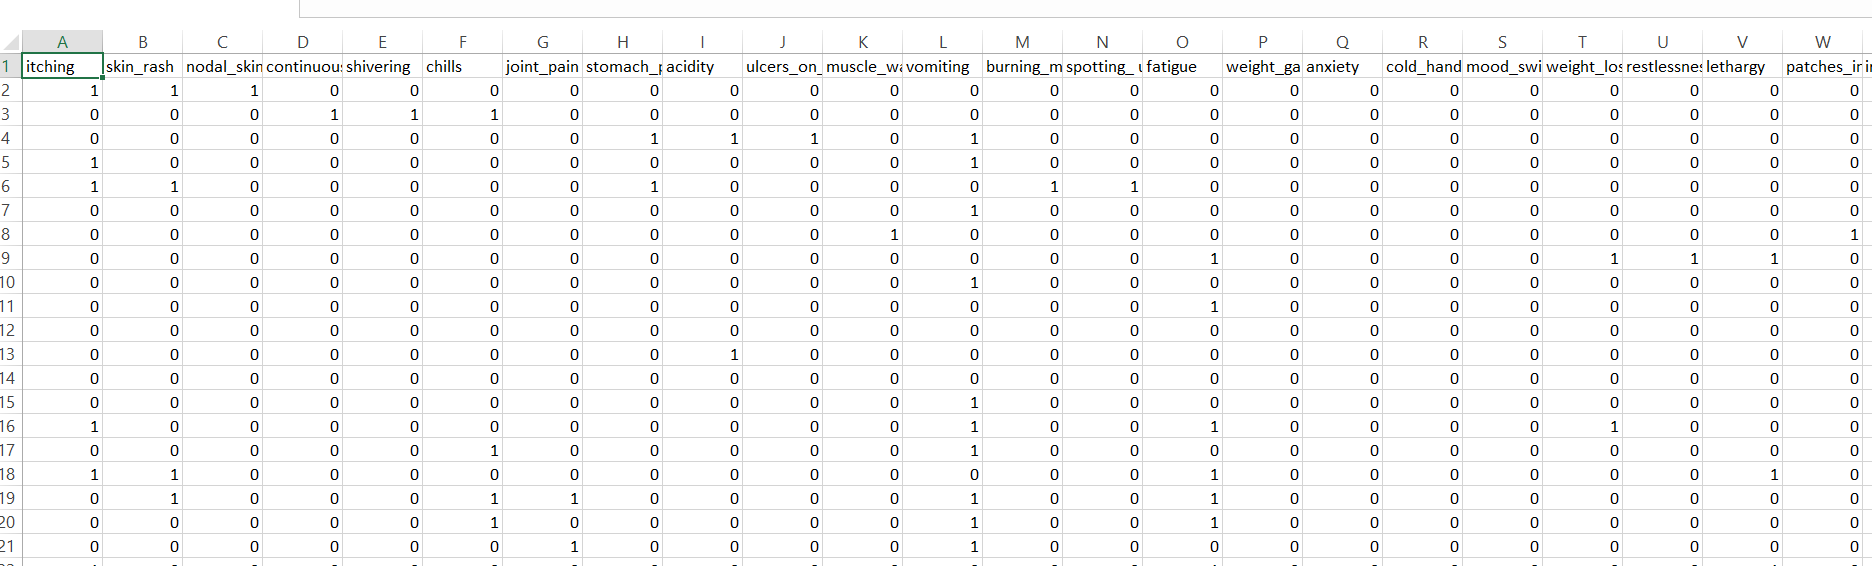 A B C D E F G H I J K L M N O P Q R S T U V W
1 itching skin_rash nodal_skin continuous shivering chills joint_pain stomach_p acidity ulcers_on_ muscle_wa vomiting burning_m spotting_ u fatigue weight_ga anxiety cold_hand mood_swi weight_los restlessnes lethargy patches_in
2 1 1 1 0 0 0 0 0 0 0 0 0 0 0 0 0 0 0 0 0 0 0 0
3 0 0 0 1 1 1 0 0 0 0 0 0 0 0 0 0 0 0 0 0 0 0 0
4 0 0 0 0 0 0 0 1 1 1 0 1 0 0 0 0 0 0 0 0 0 0 0
5 1 0 0 0 0 0 0 0 0 0 0 1 0 0 0 0 0 0 0 0 0 0 0
6 1 1 0 0 0 0 0 1 0 0 0 0 1 1 0 0 0 0 0 0 0 0 0
7 0 0 0 0 0 0 0 0 0 0 0 1 0 0 0 0 0 0 0 0 0 0 0
8 0 0 0 0 0 0 0 0 0 0 1 0 0 0 0 0 0 0 0 0 0 0 1
9 0 0 0 0 0 0 0 0 0 0 0 0 0 0 1 0 0 0 0 1 1 1 0
10 0 0 0 0 0 0 0 0 0 0 0 1 0 0 0 0 0 0 0 0 0 0 0
11 0 0 0 0 0 0 0 0 0 0 0 0 0 0 1 0 0 0 0 0 0 0 0
12 0 0 0 0 0 0 0 0 0 0 0 0 0 0 0 0 0 0 0 0 0 0 0
13 0 0 0 0 0 0 0 0 1 0 0 0 0 0 0 0 0 0 0 0 0 0 0
14 0 0 0 0 0 0 0 0 0 0 0 0 0 0 0 0 0 0 0 0 0 0 0
15 0 0 0 0 0 0 0 0 0 0 0 1 0 0 0 0 0 0 0 0 0 0 0
16 1 0 0 0 0 0 0 0 0 0 0 1 0 0 1 0 0 0 0 1 0 0 0
17 0 0 0 0 0 1 0 0 0 0 0 1 0 0 0 0 0 0 0 0 0 0 0
18 1 1 0 0 0 0 0 0 0 0 0 0 0 0 1 0 0 0 0 0 0 1 0
19 0 1 0 0 0 1 1 0 0 0 0 1 0 0 1 0 0 0 0 0 0 0 0
20 0 0 0 0 0 1 0 0 0 0 0 1 0 0 1 0 0 0 0 0 0 0 0
21 0 0 0 0 0 0 1 0 0 0 0 1 0 0 0 0 0 0 0 0 0 0 0